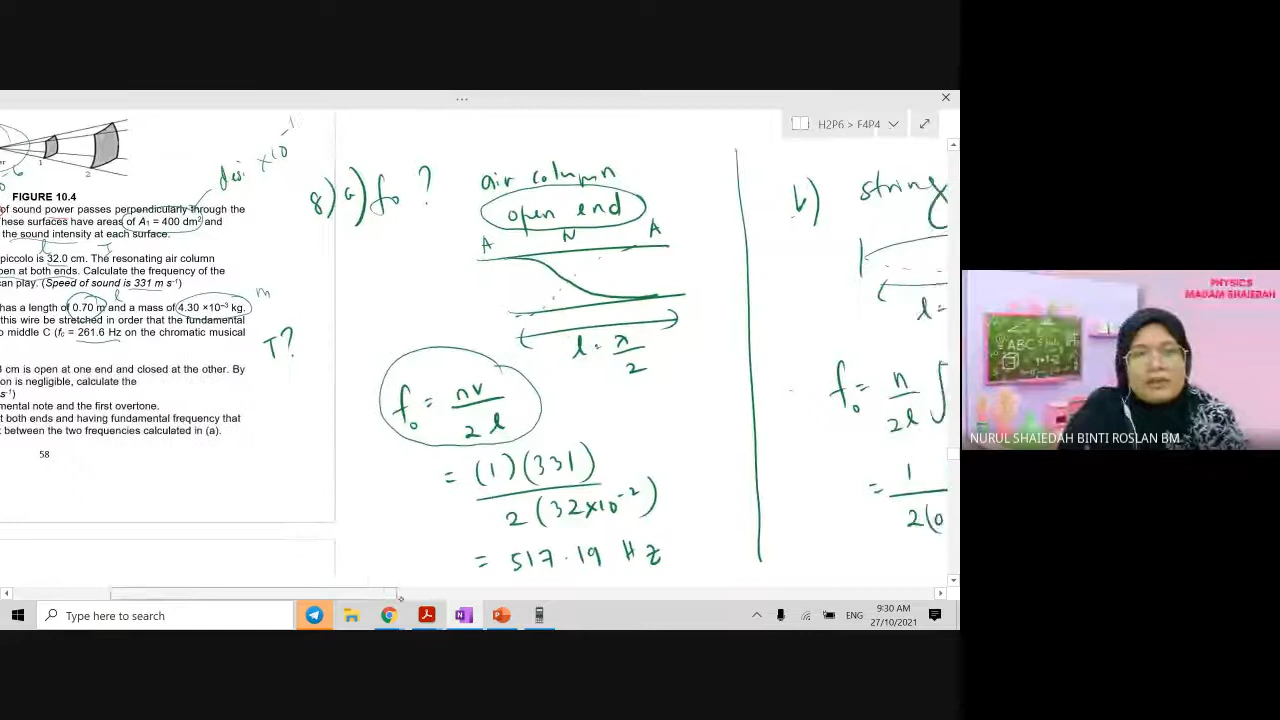 H2P6 > F4P4
desi ×10⁻¹
FIGURE 10.4
of sound power passes perpendicularly through the
hese surfaces have areas of A₁ = 400 dm² and
the sound intensity at each surface.
piccolo is 32.0 cm. The resonating air column
pen at both ends. Calculate the frequency of the
can play. (Speed of sound is 331 m s⁻¹)
has a length of 0.70 m and a mass of 4.30 ×10⁻³ kg.
this wire be stretched in order that the fundamental
o middle C (f₀ = 261.6 Hz on the chromatic musical
l
I
l
m
T?
cm is open at one end and closed at the other. By
on is negligible, calculate the
s⁻¹)
mental note and the first overtone.
t both ends and having fundamental frequency that
between the two frequencies calculated in (a).
58
8) a) f₀ ?
air column
open end
A N A
l = λ/2
f₀ = nv/2l
= (1)(331)/2(32×10⁻²)
= 517.19 Hz
b) string
l =
f₀ = n/2l √
= 1/2(0
PHYSICS
MADAM SHAIEDAH
ABC
NURUL SHAIEDAH BINTI ROSLAN BM
Type here to search
ENG
9:30 AM
27/10/2021